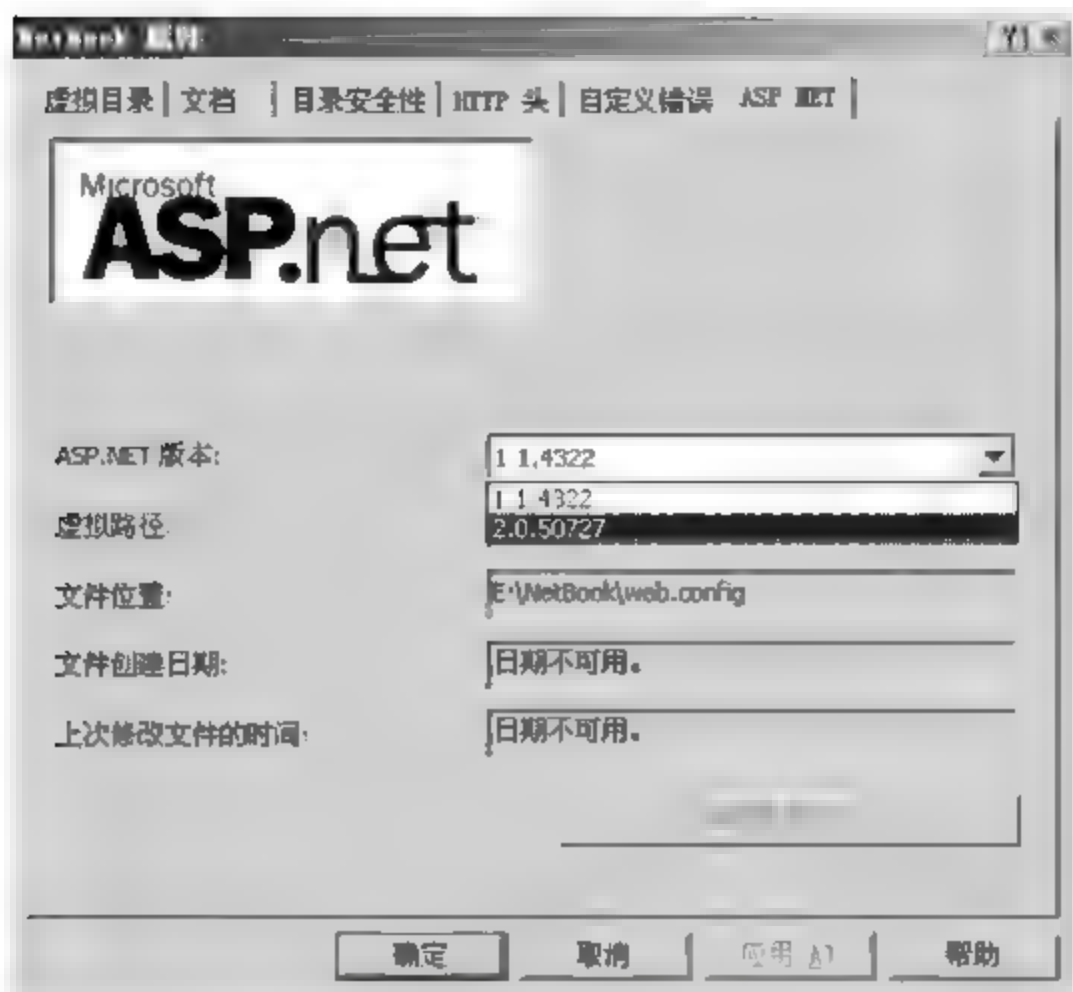 NetBook 属性
虚拟目录 文档 目录安全性 HTTP 头 自定义错误 ASP NET
Microsoft
ASP.net
ASP.NET 版本: 1 1.4322
1 1 4322
虚拟路径: 2.0.50727
文件位置: E:\NetBook\web.config
文件创建日期: 日期不可用。
上次修改文件的时间: 日期不可用。
确定 取消 应用 A) 帮助